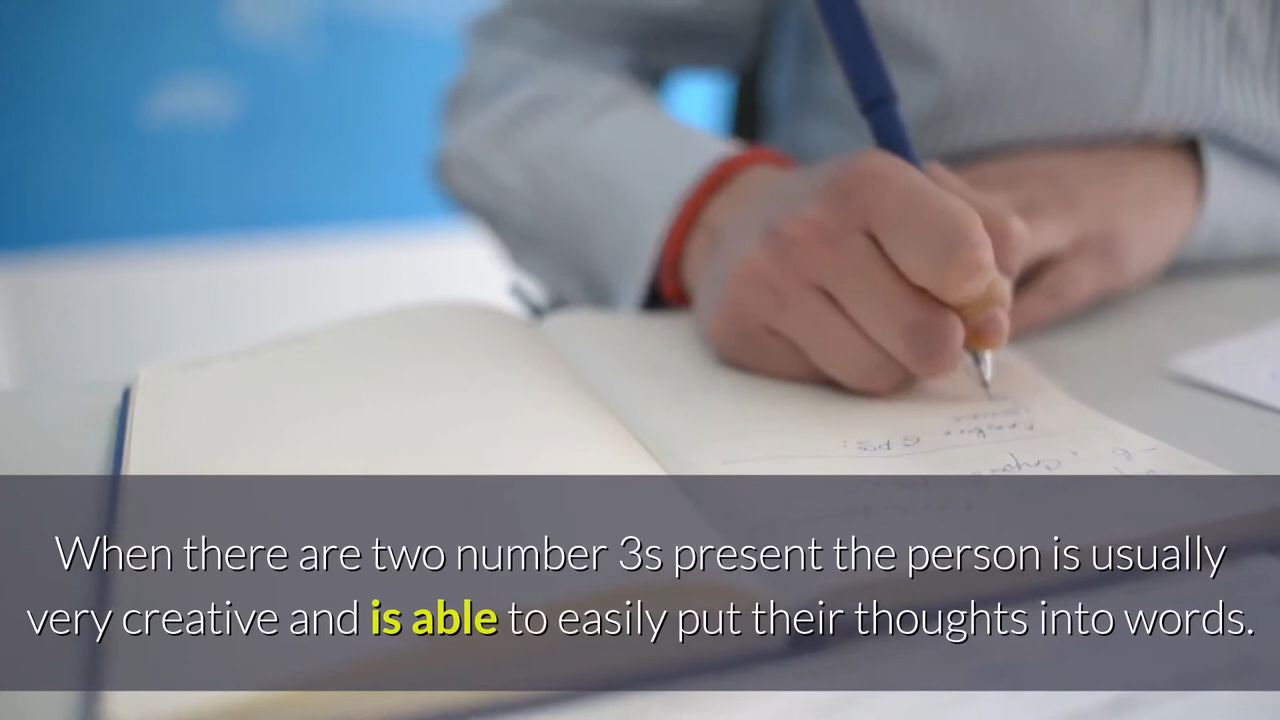 When there are two number 3s present the person is usually
very creative and is able to easily put their thoughts into words.